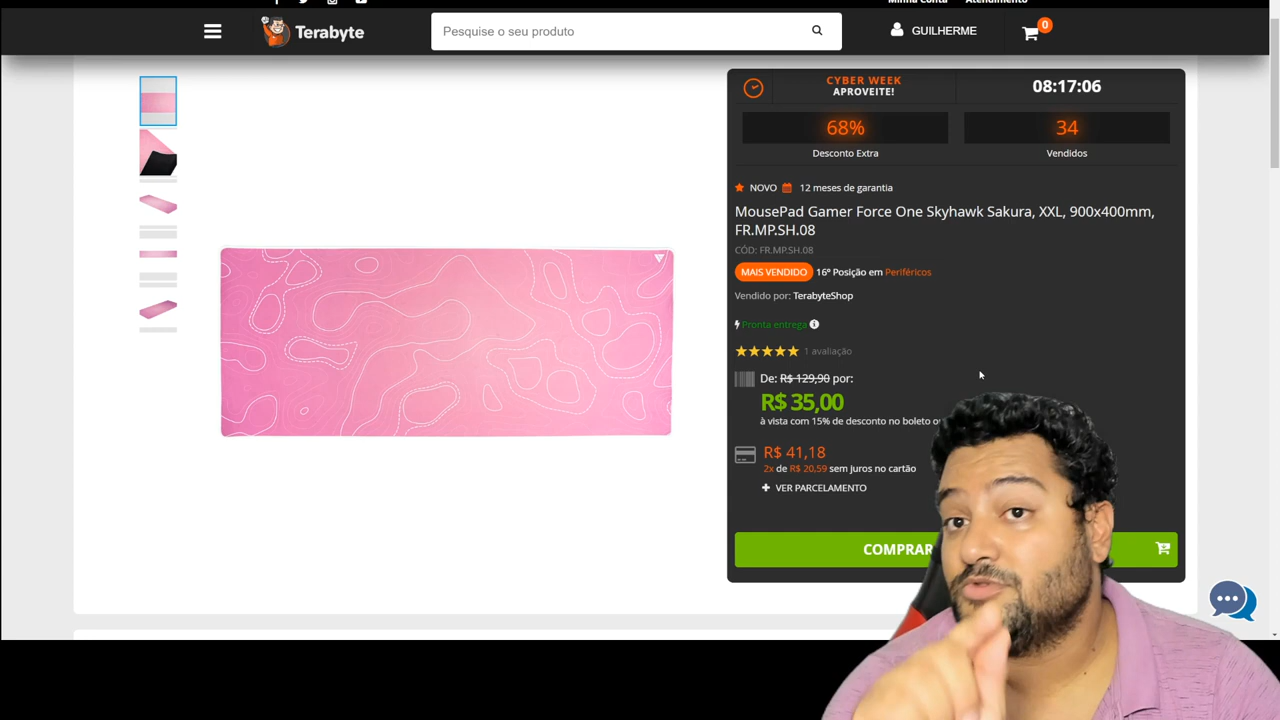 Terabyte
Pesquise o seu produto
GUILHERME
0
CYBER WEEK
APROVEITE!
08:17:06
68%
Desconto Extra
34
Vendidos
NOVO 12 meses de garantia
MousePad Gamer Force One Skyhawk Sakura, XXL, 900x400mm,
FR.MP.SH.08
CÓD: FR.MP.SH.08
MAIS VENDIDO 16º Posição em Periféricos
Vendido por: TerabyteShop
Pronta entrega
1 avaliação
De: R$ 129,90 por:
R$ 35,00
à vista com 15% de desconto no boleto
R$ 41,18
2x de R$ 20,59 sem juros no cartão
+ VER PARCELAMENTO
COMPRAR